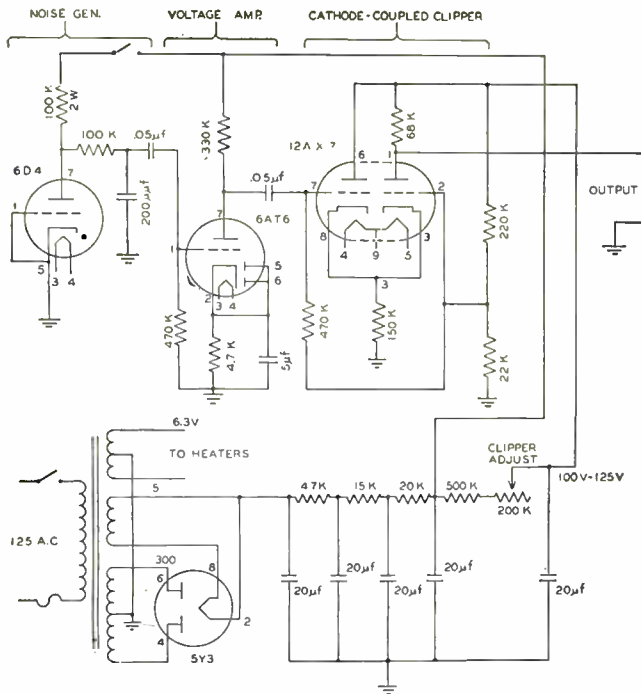 NOISE GEN.
VOLTAGE AMP.
CATHODE-COUPLED CLIPPER
100 K
2 W
100 K
.05µf
330 K
68 K
6D4
7
1
5
3
4
200µµf
.05µf
6AT6
7
1
5
6
2
3
4
12AX7
6
1
7
2
8
4
9
5
3
3
OUTPUT
220 K
470 K
4.7 K
5µf
470 K
150 K
22 K
6.3V
TO HEATERS
5
125 A.C
300
6
8
4
2
5Y3
47K
15 K
20 K
500K
CLIPPER
ADJUST
200 K
100V-125V
20µf
20µf
20µf
20µf
20µf